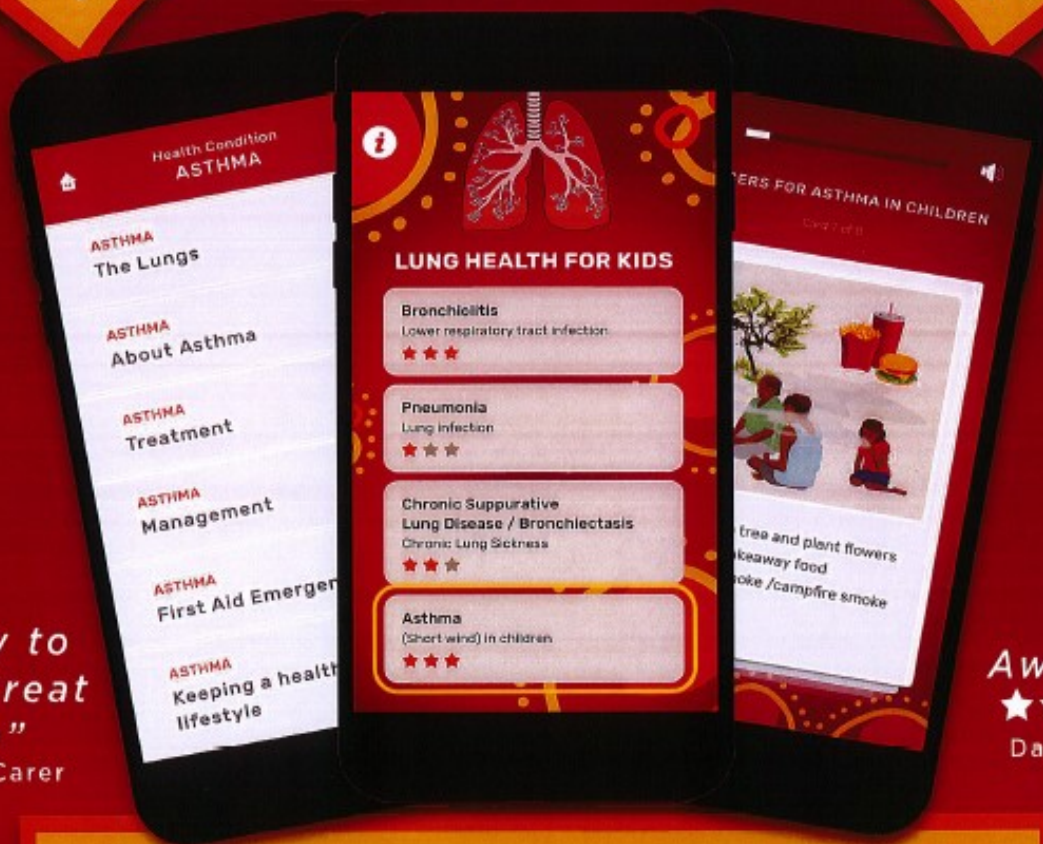 Health Condition
ASTHMA
ASTHMA
The Lungs
ASTHMA
About Asthma
ASTHMA
Treatment
ASTHMA
Management
ASTHMA
First Aid Emergen
ASTHMA
Keeping a health
lifestyle
i
LUNG HEALTH FOR KIDS
Bronchiolitis
Lower respiratory tract infection
Pneumonia
Lung infection
Chronic Suppurative
Lung Disease / Bronchiectasis
Chronic Lung Sickness
Asthma
(Short wind) in children
ERS FOR ASTHMA IN CHILDREN
tree and plant flowers
keaway food
oke /campfire smoke
y to
reat
"
Carer
Aw
Da